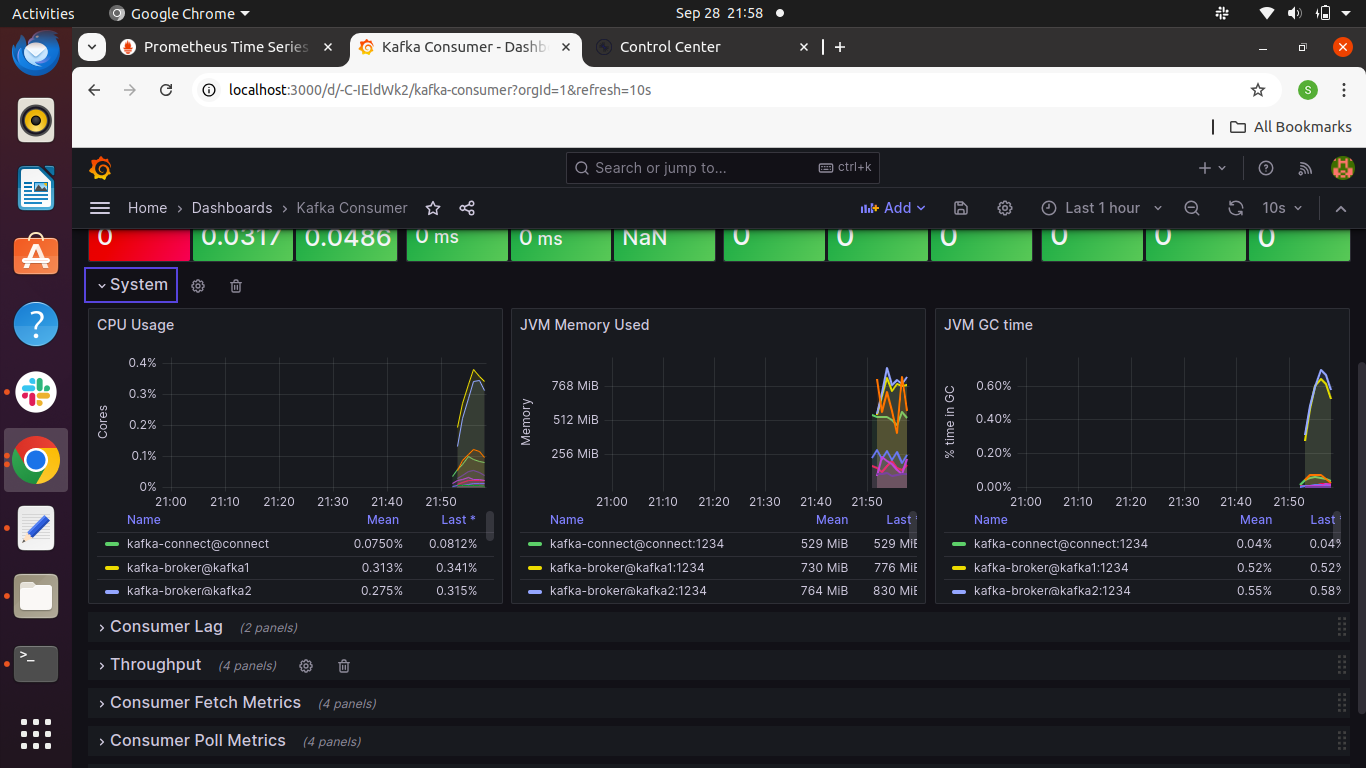 Activities Google Chrome Sep 28 21:58
Prometheus Time Series Kafka Consumer - Dashb Control Center
localhost:3000/d/-C-IEldWk2/kafka-consumer?orgId=1&refresh=10s S
All Bookmarks
Search or jump to... ctrl+k
Home › Dashboards › Kafka Consumer Add Last 1 hour 10s
0 0.0317 0.0486 0 ms 0 ms NaN 0 0 0 0 0 0
System
CPU Usage
Cores
0.4%
0.3%
0.2%
0.1%
0%
21:00 21:10 21:20 21:30 21:40 21:50
Name Mean Last *
kafka-connect@connect 0.0750% 0.0812%
kafka-broker@kafka1 0.313% 0.341%
kafka-broker@kafka2 0.275% 0.315%
JVM Memory Used
Memory
768 MiB
512 MiB
256 MiB
21:00 21:10 21:20 21:30 21:40 21:50
Name Mean Last *
kafka-connect@connect:1234 529 MiB 529 MiB
kafka-broker@kafka1:1234 730 MiB 776 MiB
kafka-broker@kafka2:1234 764 MiB 830 MiB
JVM GC time
% time in GC
0.60%
0.40%
0.20%
0.00%
21:00 21:10 21:20 21:30 21:40 21:50
Name Mean Last *
kafka-connect@connect:1234 0.04% 0.04%
kafka-broker@kafka1:1234 0.52% 0.52%
kafka-broker@kafka2:1234 0.55% 0.58%
Consumer Lag (2 panels)
Throughput (4 panels)
Consumer Fetch Metrics (4 panels)
Consumer Poll Metrics (4 panels)